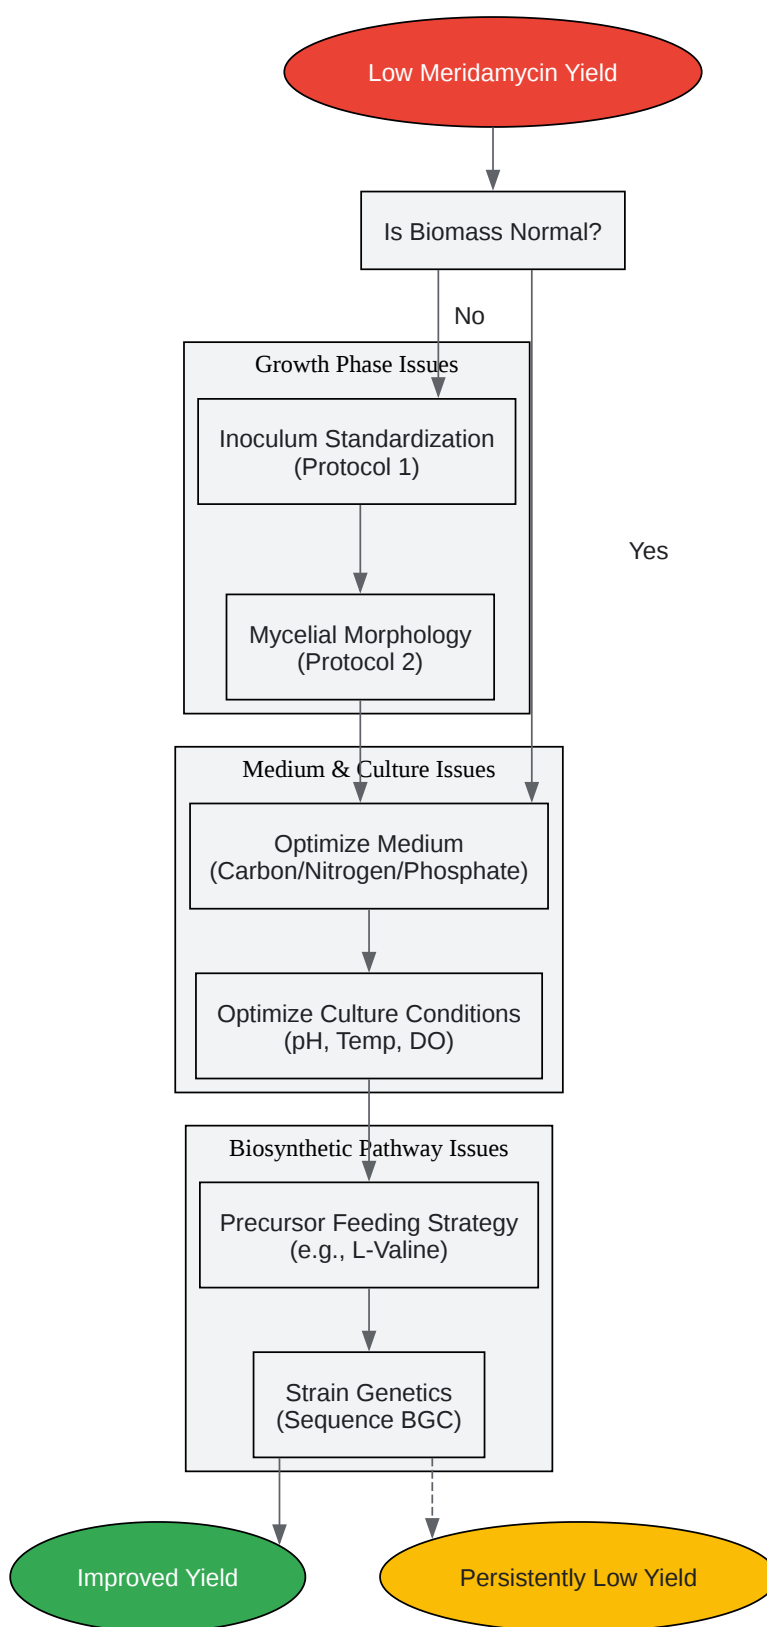 Low Meridamycin Yield
Is Biomass Normal?
No
Growth Phase Issues
Inoculum Standardization
(Protocol 1)
Yes
Mycelial Morphology
(Protocol 2)
Medium & Culture Issues
Optimize Medium
(Carbon/Nitrogen/Phosphate)
Optimize Culture Conditions
(pH, Temp, DO)
Biosynthetic Pathway Issues
Precursor Feeding Strategy
(e.g., L-Valine)
Strain Genetics
(Sequence BGC)
Improved Yield
Persistently Low Yield